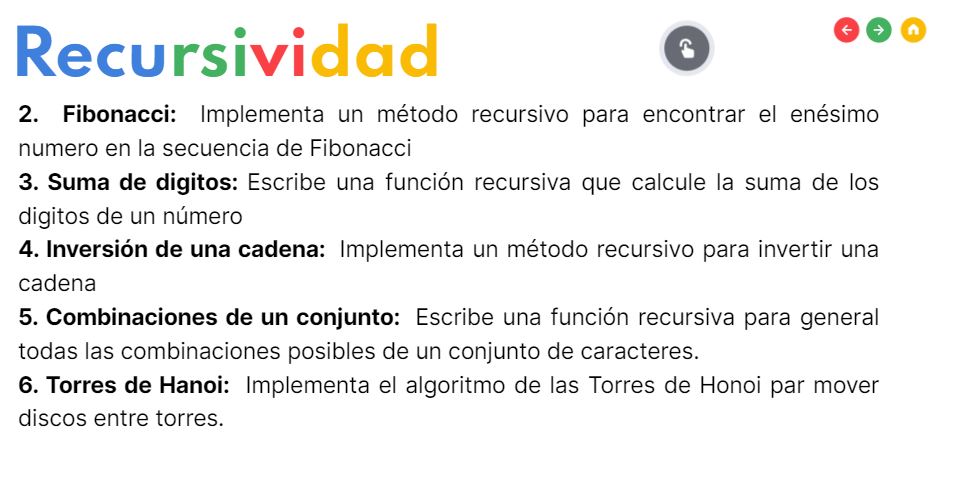 Recursividad
2. Fibonacci: Implementa un método recursivo para encontrar el enésimo
numero en la secuencia de Fibonacci
3. Suma de digitos: Escribe una función recursiva que calcule la suma de los
digitos de un número
4. Inversión de una cadena: Implementa un método recursivo para invertir una
cadena
5. Combinaciones de un conjunto: Escribe una función recursiva para general
todas las combinaciones posibles de un conjunto de caracteres.
6. Torres de Hanoi: Implementa el algoritmo de las Torres de Honoi par mover
discos entre torres.